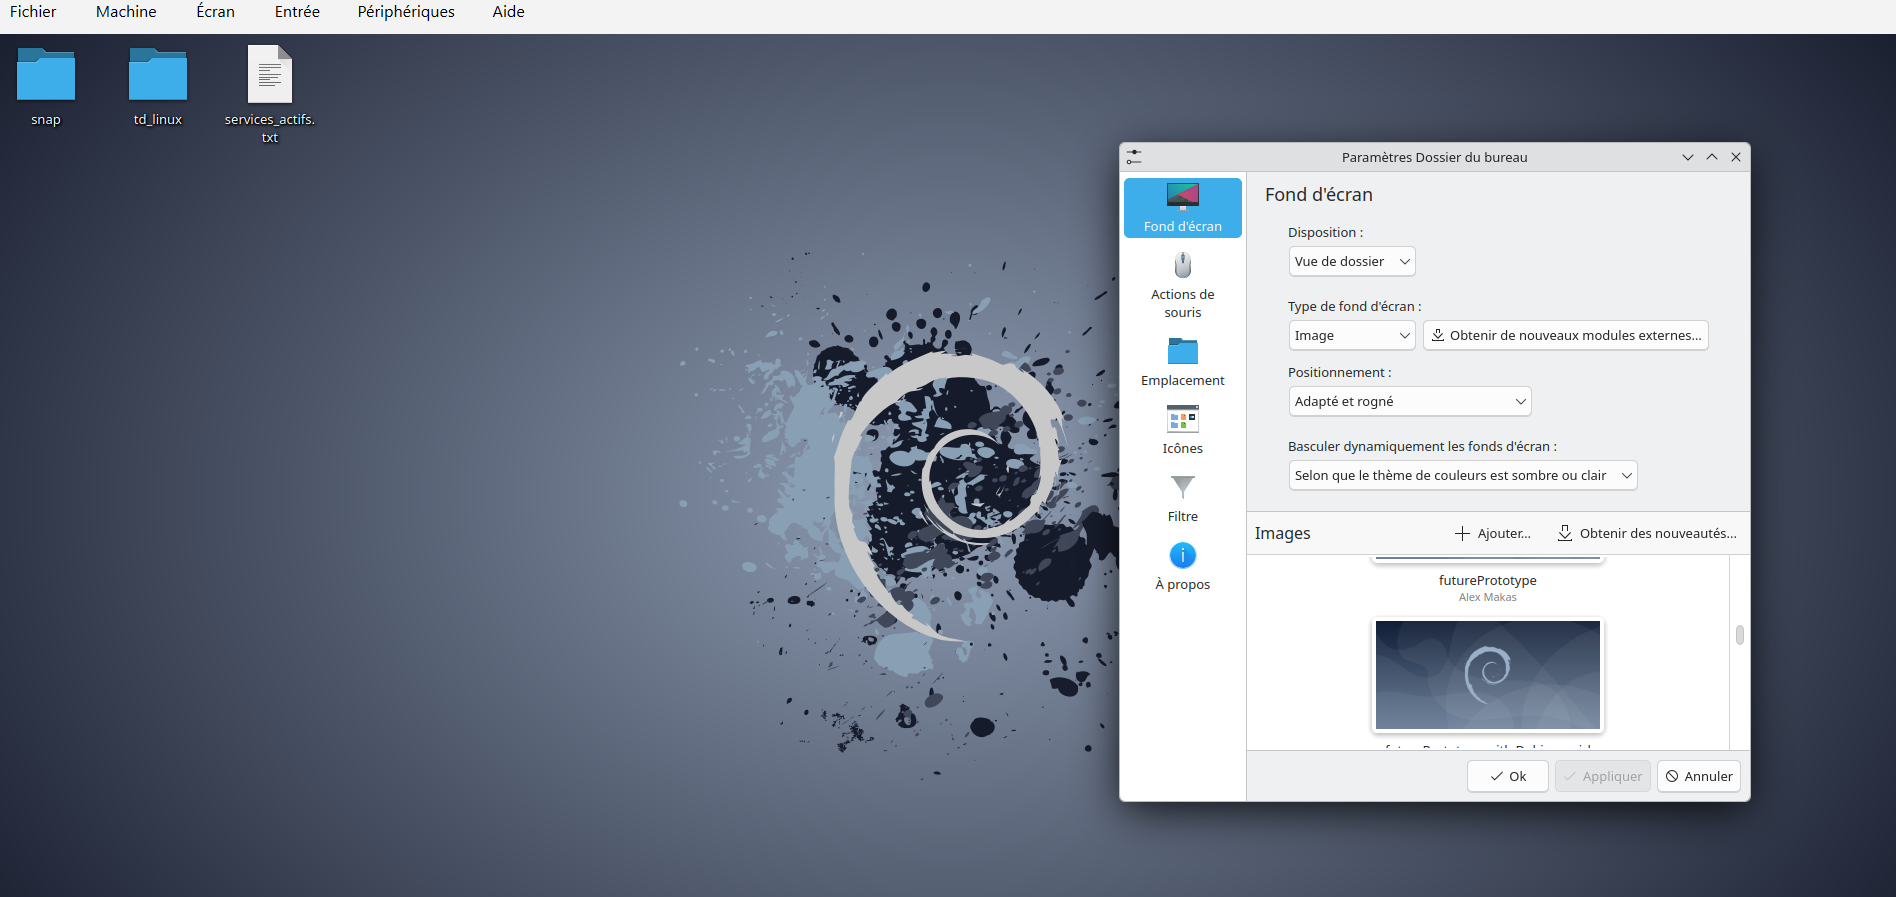 Fichier Machine Écran Entrée Périphériques Aide
snap
td_linux
services_actifs.
txt
Paramètres Dossier du bureau
Fond d'écran
Actions de
souris
Emplacement
Icônes
Filtre
À propos
Fond d'écran
Disposition :
Vue de dossier
Type de fond d'écran :
Image
Obtenir de nouveaux modules externes...
Positionnement :
Adapté et rogné
Basculer dynamiquement les fonds d'écran :
Selon que le thème de couleurs est sombre ou clair
Images
Ajouter...
Obtenir des nouveautés...
futurePrototype
Alex Makas
Ok
Appliquer
Annuler